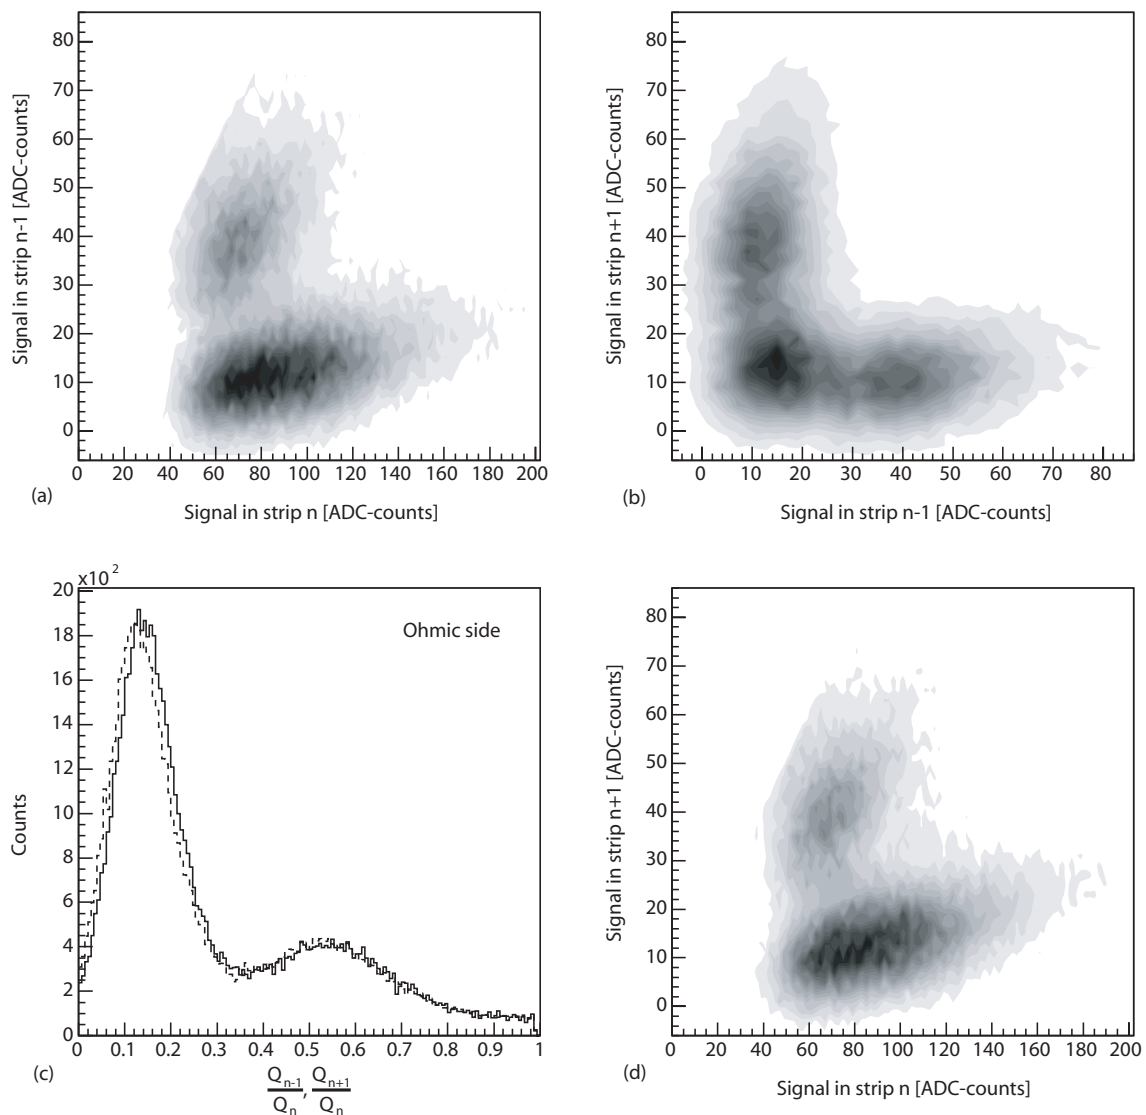 80
70
60
50
40
30
20
10
0
Signal in strip n-1 [ADC-counts]
0 20 40 60 80 100 120 140 160 180 200
(a)
Signal in strip n [ADC-counts]
80
70
60
50
40
30
20
10
0
Signal in strip n+1 [ADC-counts]
0 10 20 30 40 50 60 70 80
(b)
Signal in strip n-1 [ADC-counts]
x10 2
20
18
16
14
12
10
8
6
4
2
0
Counts
Ohmic side
0 0.1 0.2 0.3 0.4 0.5 0.6 0.7 0.8 0.9 1
(c)
Qn-1 , Qn+1
Qn Qn
80
70
60
50
40
30
20
10
0
Signal in strip n+1 [ADC-counts]
0 20 40 60 80 100 120 140 160 180 200
(d)
Signal in strip n [ADC-counts]